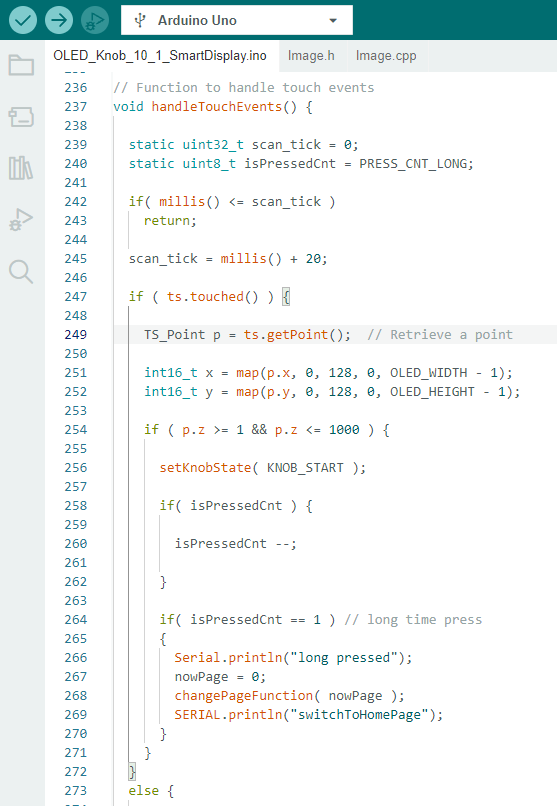 Arduino Uno
OLED_Knob_10_1_SmartDisplay.ino Image.h Image.cpp
236 // Function to handle touch events
237 void handleTouchEvents() {
238
239 static uint32_t scan_tick = 0;
240 static uint8_t isPressedCnt = PRESS_CNT_LONG;
241
242 if( millis() <= scan_tick )
243 return;
244
245 scan_tick = millis() + 20;
246
247 if ( ts.touched() ) {
248
249 TS_Point p = ts.getPoint();  // Retrieve a point
250
251 int16_t x = map(p.x, 0, 128, 0, OLED_WIDTH - 1);
252 int16_t y = map(p.y, 0, 128, 0, OLED_HEIGHT - 1);
253
254 if ( p.z >= 1 && p.z <= 1000 ) {
255
256 setKnobState( KNOB_START );
257
258 if( isPressedCnt ) {
259
260 isPressedCnt --;
261
262 }
263
264 if( isPressedCnt == 1 ) // long time press
265 {
266 Serial.println("long pressed");
267 nowPage = 0;
268 changePageFunction( nowPage );
269 SERIAL.println("switchToHomePage");
270 }
271 }
272 }
273 else {